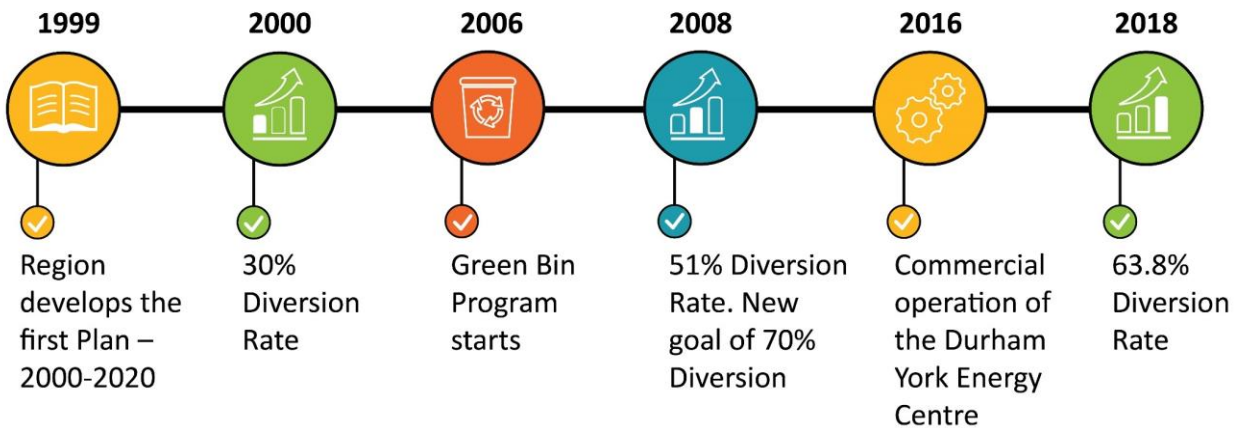 1999
2000
2006
2008
2016
2018
Region
develops the
first Plan –
2000-2020
30%
Diversion
Rate
Green Bin
Program
starts
51% Diversion
Rate. New
goal of 70%
Diversion
Commercial
operation of
the Durham
York Energy
Centre
63.8%
Diversion
Rate